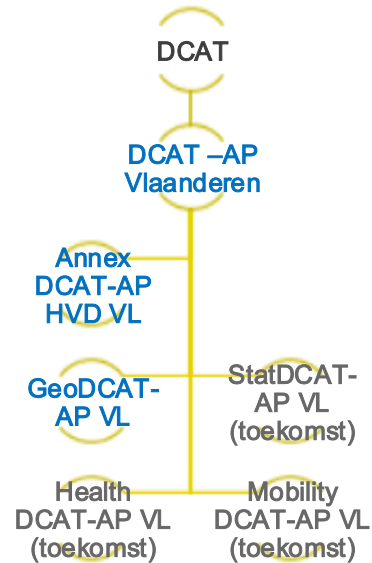 DCAT
DCAT –AP
Vlaanderen
Annex
DCAT-AP
HVD VL
GeoDCAT-
AP VL
StatDCAT-
AP VL
(toekomst)
Health
DCAT-AP VL
(toekomst)
Mobility
DCAT-AP VL
(toekomst)